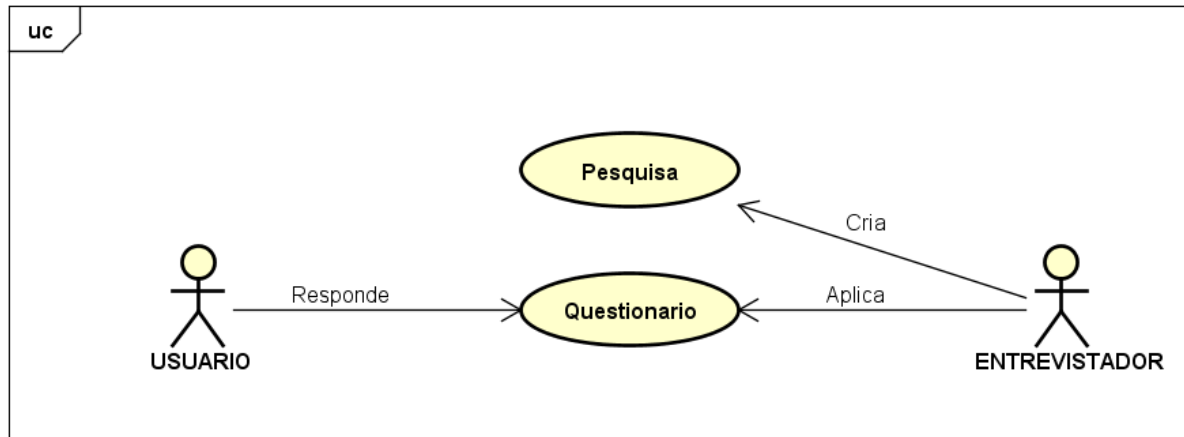 uc
Pesquisa
Cria
Responde
Questionario
Aplica
USUARIO
ENTREVISTADOR